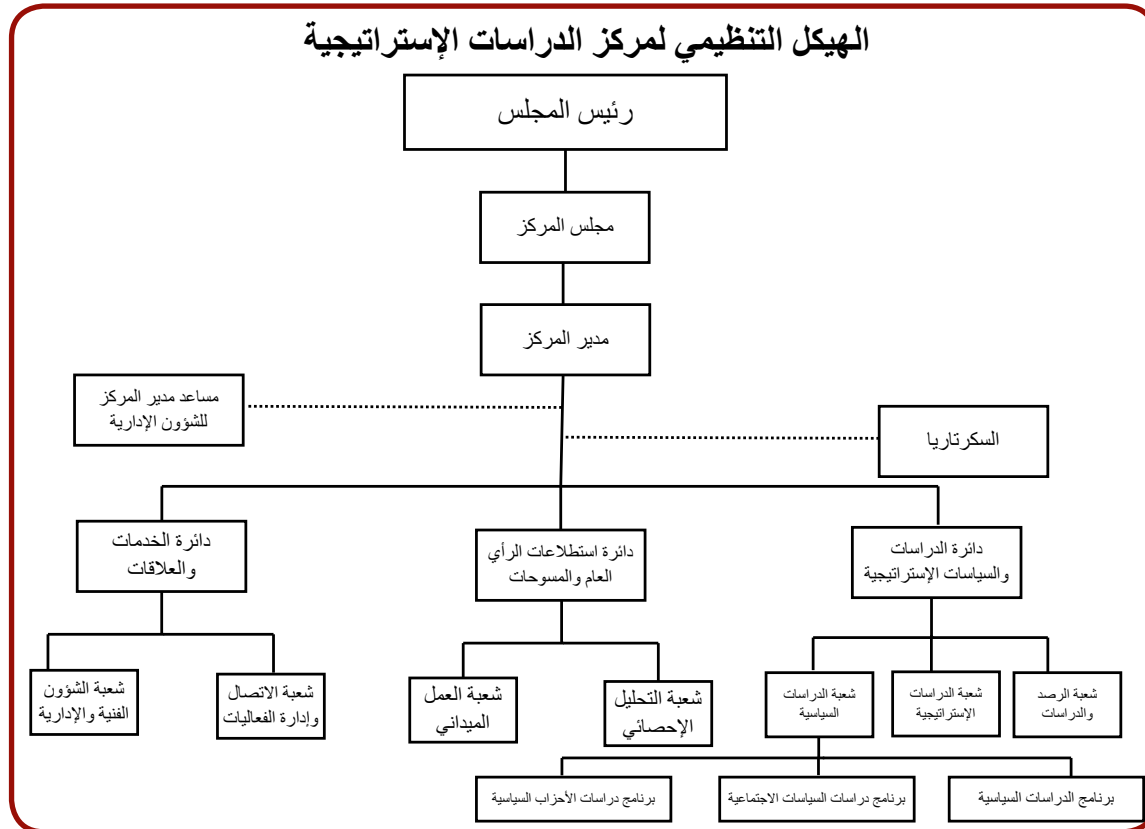 الهيكل التنظيمي لمركز الدراسات الإستراتيجية
رئيس المجلس
مجلس المركز
مدير المركز
مساعد مدير المركز
للشؤون الإدارية
السكرتاريا
دائرة الدراسات
والسياسات الإستراتيجية
دائرة استطلاعات الرأي
العام والمسوحات
دائرة الخدمات
والعلاقات
شعبة الرصد
والدراسات
شعبة الدراسات
الإستراتيجية
شعبة الدراسات
السياسية
شعبة التحليل
الإحصائي
شعبة العمل
الميداني
شعبة الاتصال
وإدارة الفعاليات
شعبة الشؤون
الفنية والإدارية
برنامج الدراسات السياسية
برنامج دراسات السياسات الاجتماعية
برنامج دراسات الأحزاب السياسية